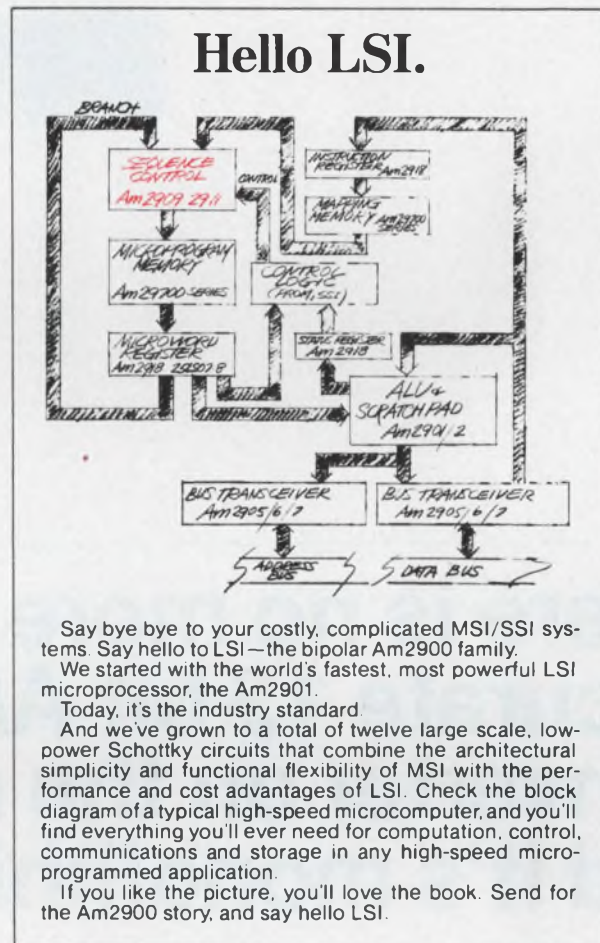 Hello LSI.
BRANCH
SEQUENCE
CONTROL
Am2909 2911
CONTROL
INSTRUCTION
REGISTER Am2918
MAPPING
MEMORY Am29700
SERIES
MICROPROGRAM
MEMORY
Am29700 SERIES
CONTROL
LOGIC
(FROM SSI)
MICROWORD
REGISTER
Am2918
STATUS REGISTER
Am2918
ALU &
SCRATCH PAD
Am2901/2
BUS TRANSCEIVER
Am2905/6/7
BUS TRANSCEIVER
Am2905/6/7
ADDRESS
BUS
DATA BUS
Say bye bye to your costly, complicated MSI/SSI sys-
tems. Say hello to LSI—the bipolar Am2900 family.
We started with the world's fastest, most powerful LSI
microprocessor, the Am2901.
Today, it's the industry standard.
And we've grown to a total of twelve large scale, low-
power Schottky circuits that combine the architectural
simplicity and functional flexibility of MSI with the per-
formance and cost advantages of LSI. Check the block
diagram of a typical high-speed microcomputer, and you'll
find everything you'll ever need for computation, control,
communications and storage in any high-speed micro-
programmed application.
If you like the picture, you'll love the book. Send for
the Am2900 story, and say hello LSI.